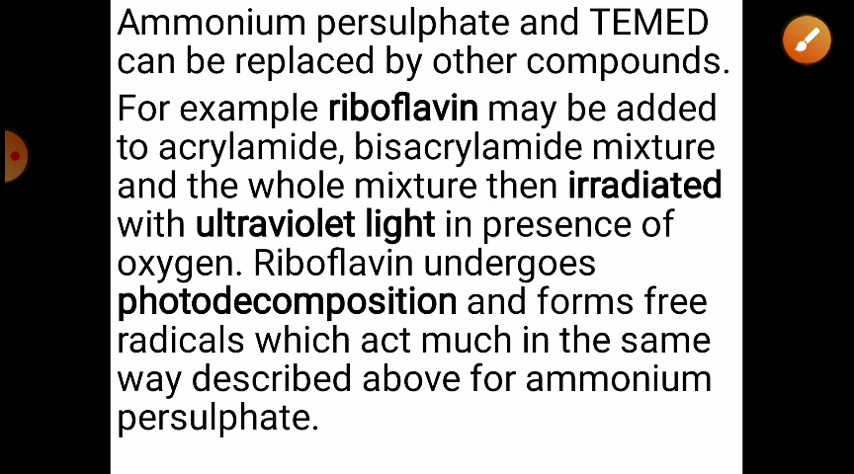 Ammonium persulphate and TEMED
can be replaced by other compounds.
For example riboflavin may be added
to acrylamide, bisacrylamide mixture
and the whole mixture then irradiated
with ultraviolet light in presence of
oxygen. Riboflavin undergoes
photodecomposition and forms free
radicals which act much in the same
way described above for ammonium
persulphate.